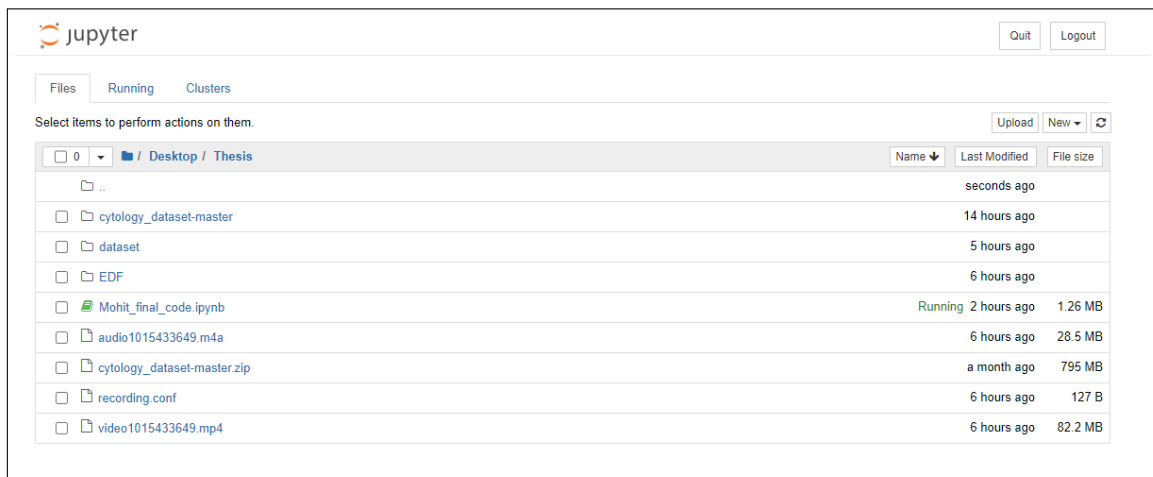 jupyter Quit Logout
Files Running Clusters
Select items to perform actions on them. Upload New
0 / Desktop / Thesis Name Last Modified File size
.. seconds ago
cytology_dataset-master 14 hours ago
dataset 5 hours ago
EDF 6 hours ago
Mohit_final_code.ipynb Running 2 hours ago 1.26 MB
audio1015433649.m4a 6 hours ago 28.5 MB
cytology_dataset-master.zip a month ago 795 MB
recording.conf 6 hours ago 127 B
video1015433649.mp4 6 hours ago 82.2 MB